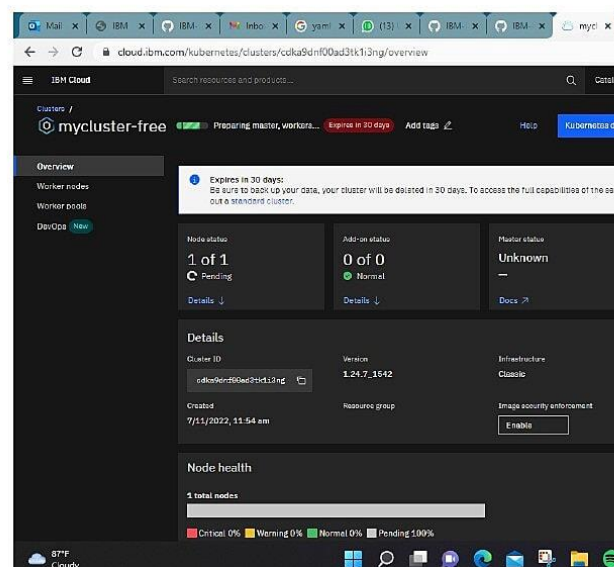 Mail
IBM
IBM-
Inbo
yaml
(13)
IBM-
IBM-
mycl
cloud.ibm.com/kubernetes/clusters/cdka9dnf00ad3tk1i3ng/overview
IBM Cloud
Search resources and products...
Catal
Clusters /
mycluster-free
Preparing master, workers...
Expires in 30 days
Add tags
Help
Kubernetes d
Overview
Worker nodes
Worker pools
DevOps New
Expires in 30 days:
Be sure to back up your data, your cluster will be deleted in 30 days. To access the full capabilities of the se
out a standard cluster.
Node status
1 of 1
Pending
Details ↓
Add-on status
0 of 0
Normal
Details ↓
Master status
Unknown
—
Docs
Details
Cluster ID
cdka9dnf00ad3tk1i3ng
Version
1.24.7_1542
Infrastructure
Classic
Created
7/11/2022, 11:54 am
Resource group
Image security enforcement
Enable
Node health
1 total nodes
Critical 0% Warning 0% Normal 0% Pending 100%
87°F
Cloudy